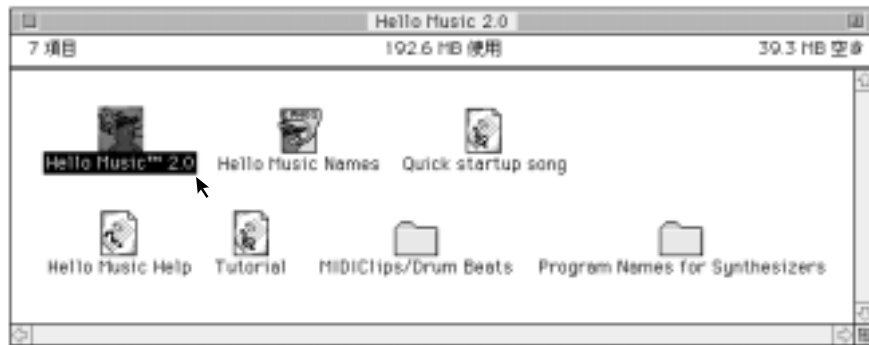 Hello Music 2.0
7 項目 192.6 MB 使用 39.3 MB 空き
Hello Music™ 2.0 Hello Music Names Quick startup song
Hello Music Help Tutorial MIDIClips/Drum Beats Program Names for Synthesizers